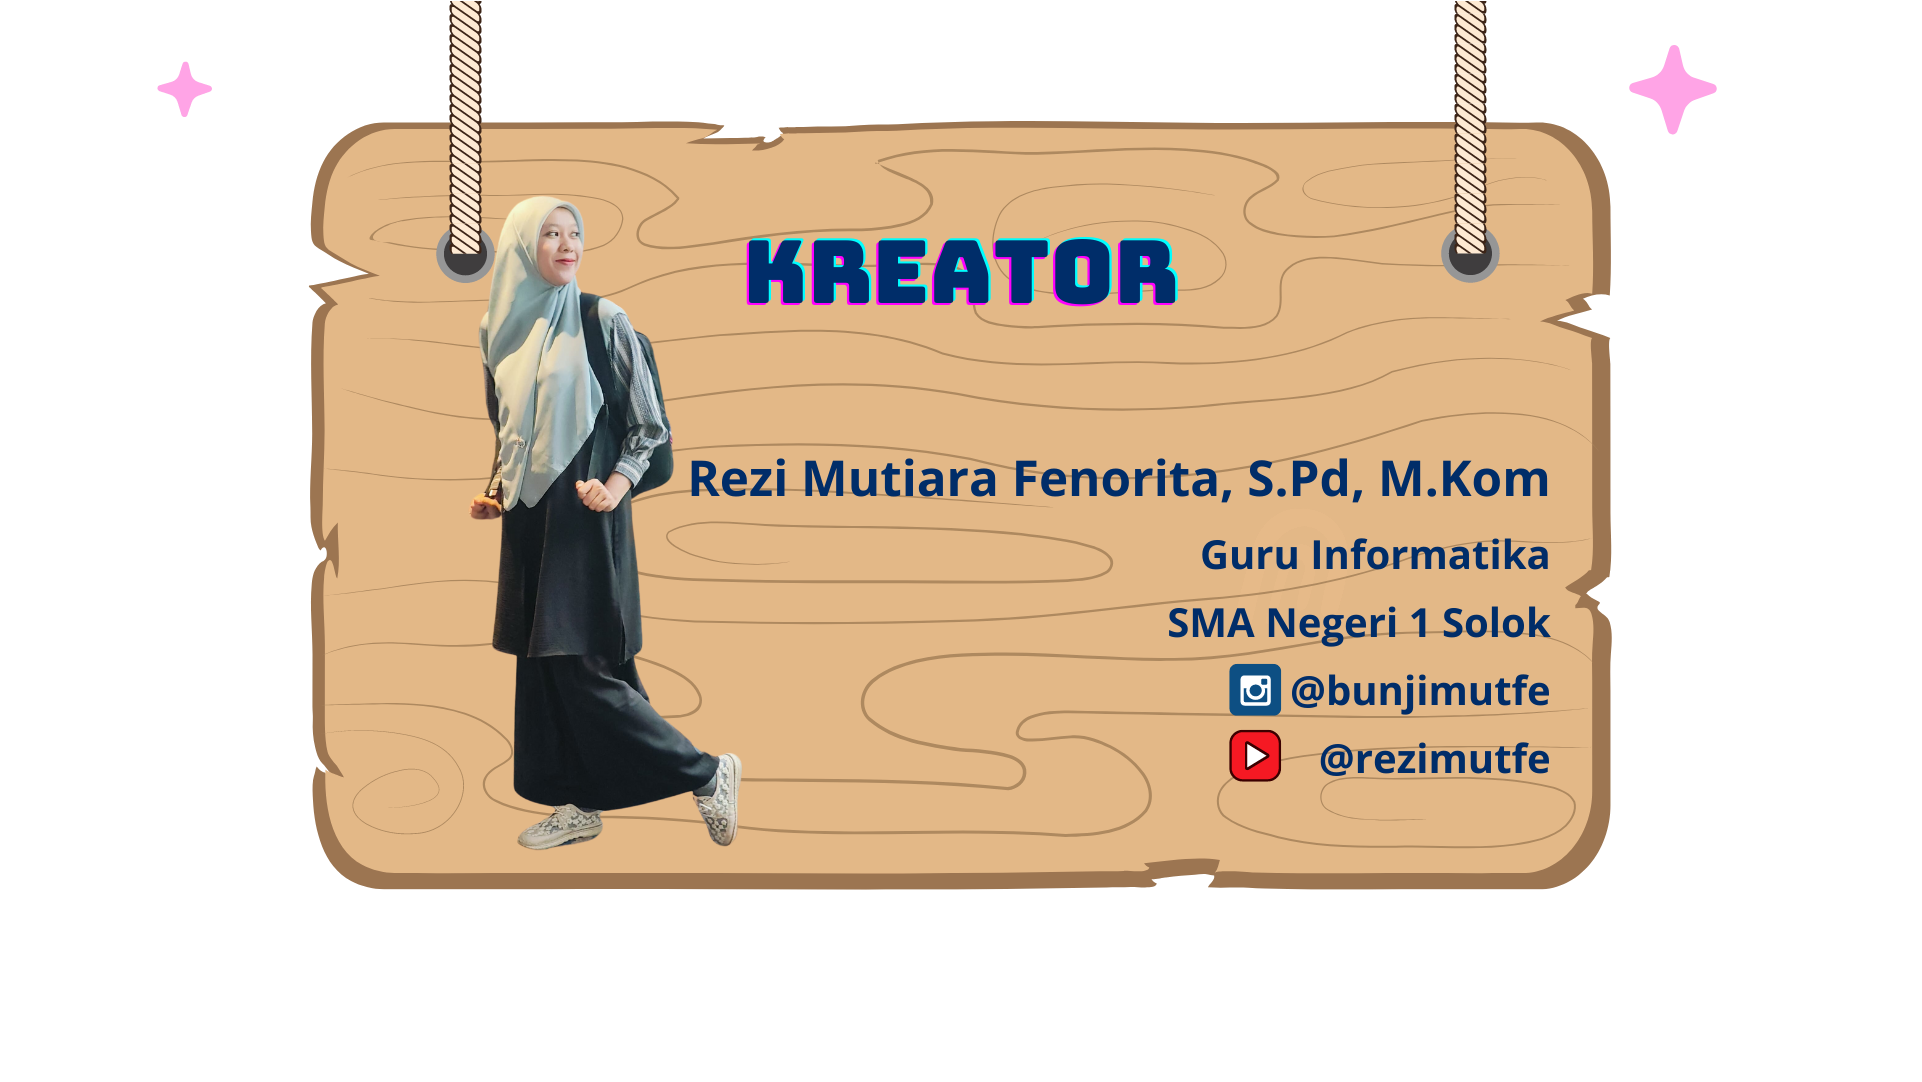 KREATOR
Rezi Mutiara Fenorita, S.Pd, M.Kom
Guru Informatika
SMA Negeri 1 Solok
@bunjimutfe
@rezimutfe